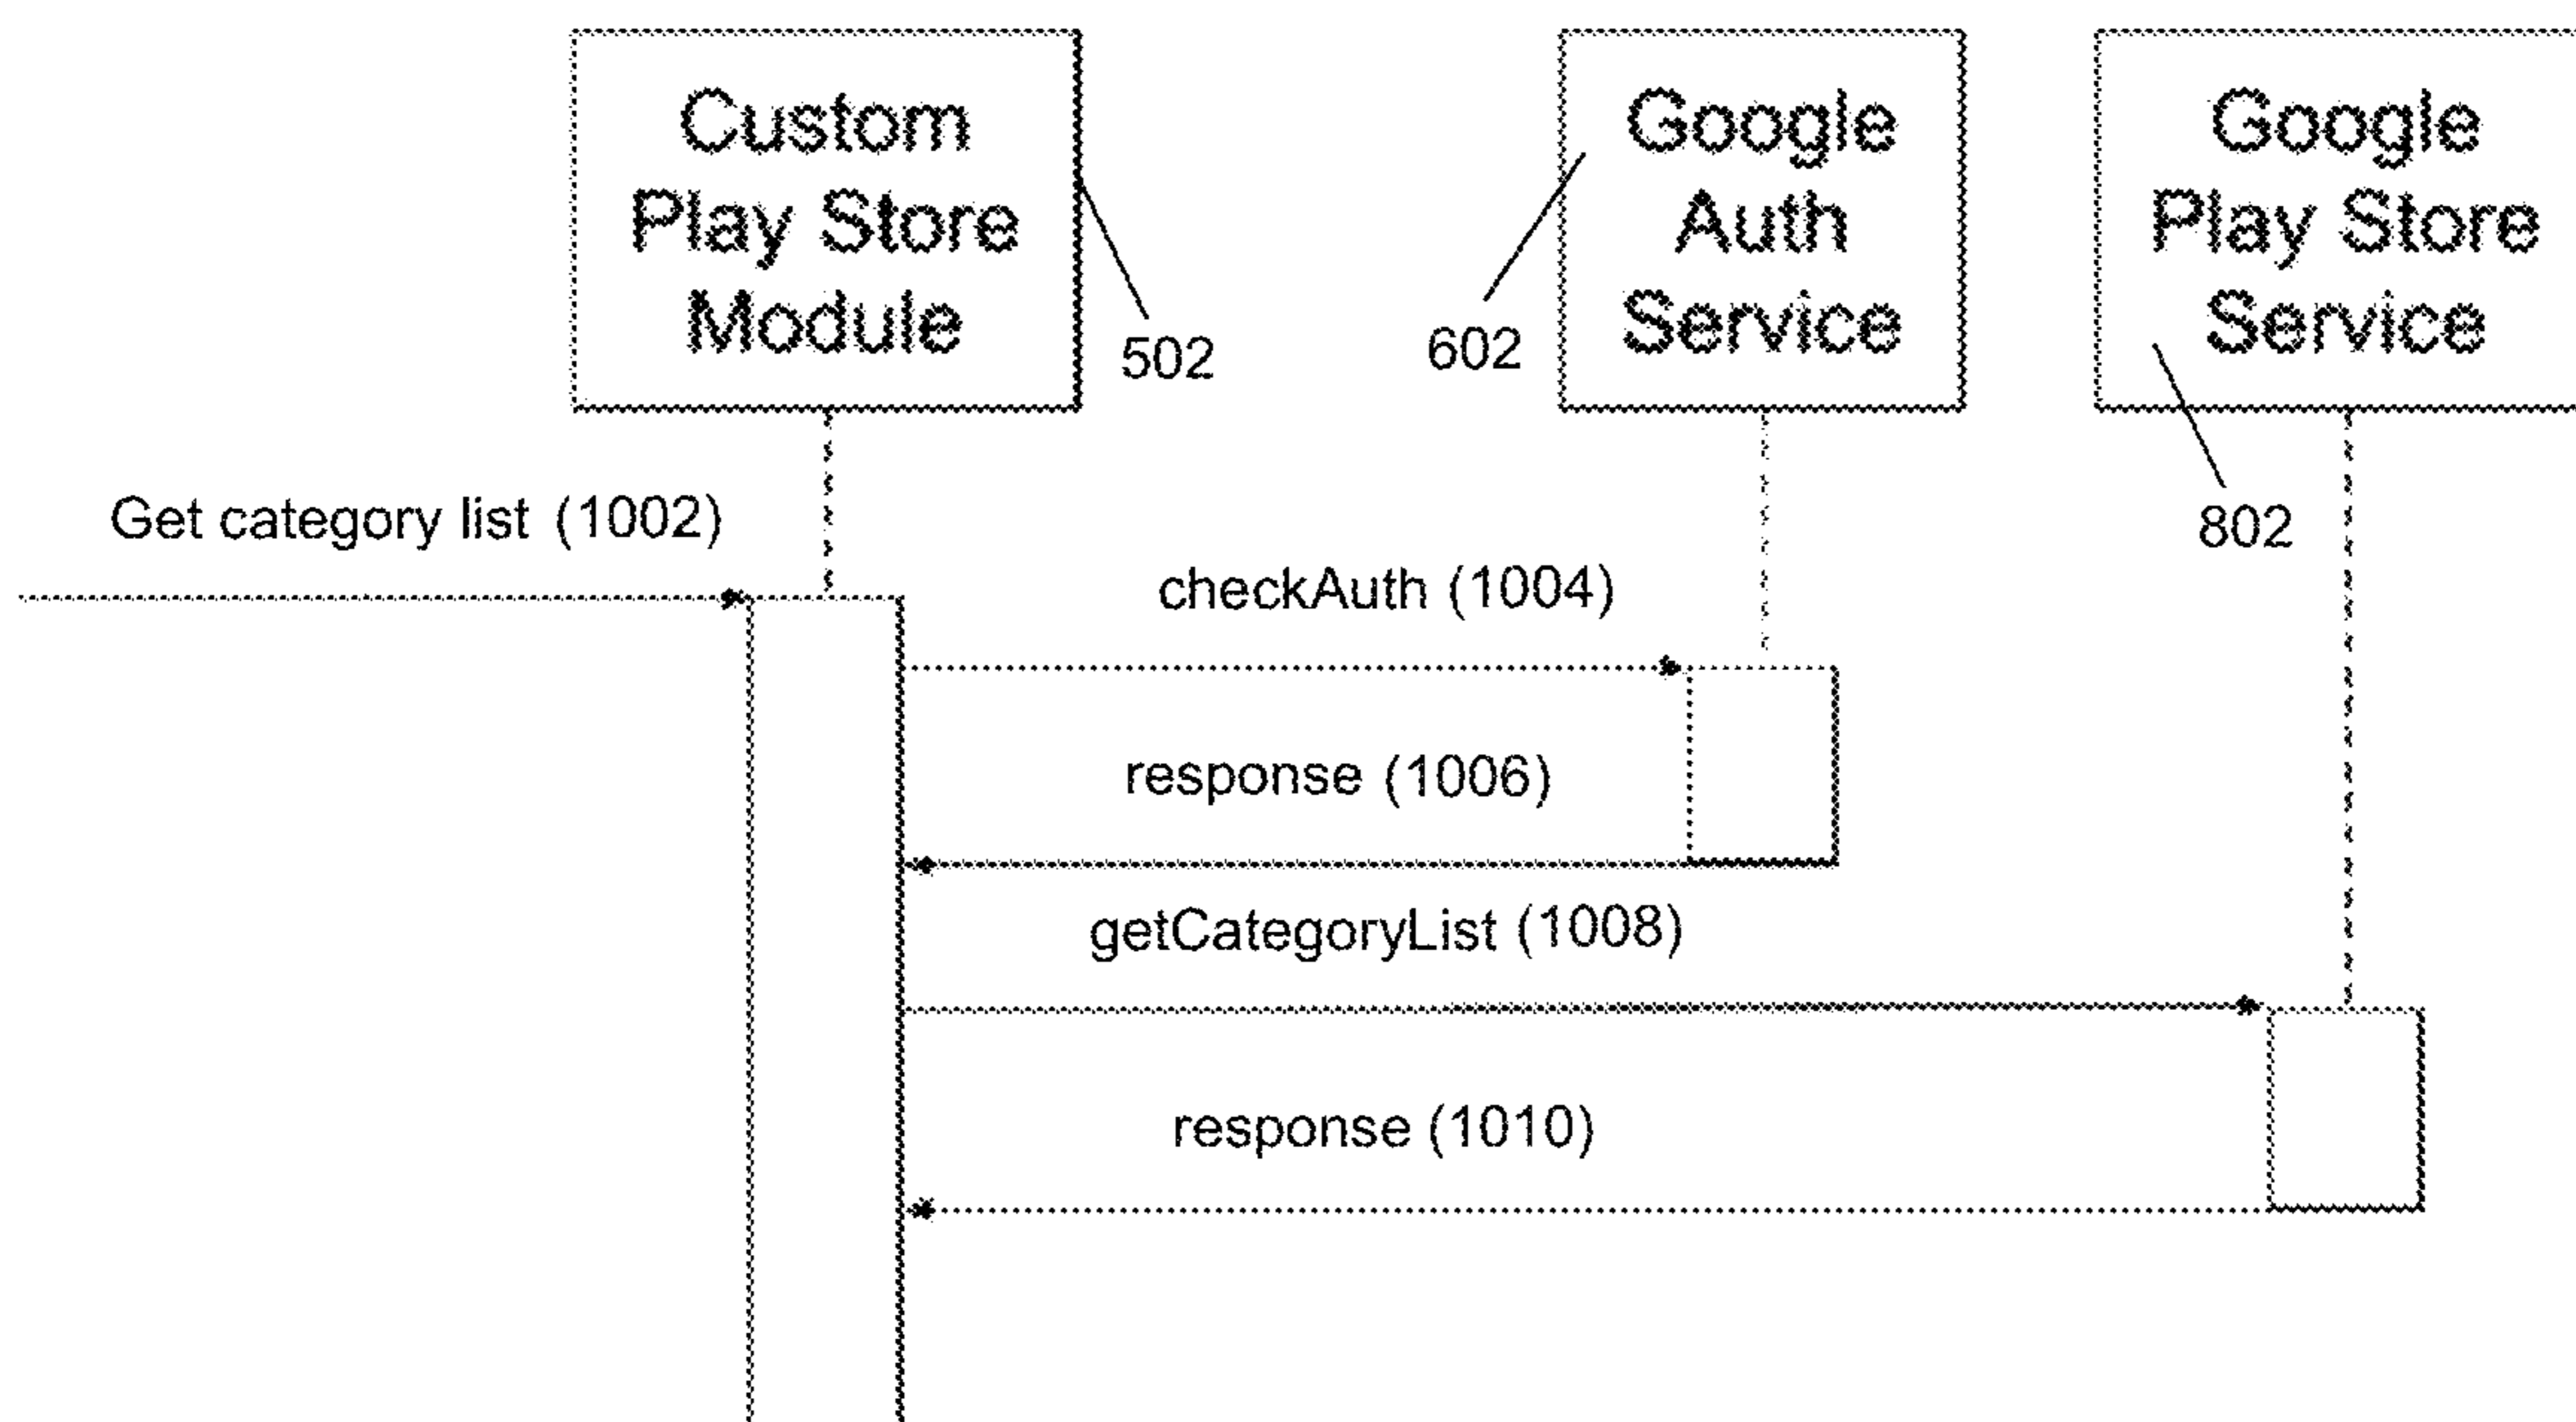 Custom
Play Store
Module
502
Google
Auth
Service
602
Google
Play Store
Service
802
Get category list (1002)
checkAuth (1004)
response (1006)
getCategoryList (1008)
response (1010)